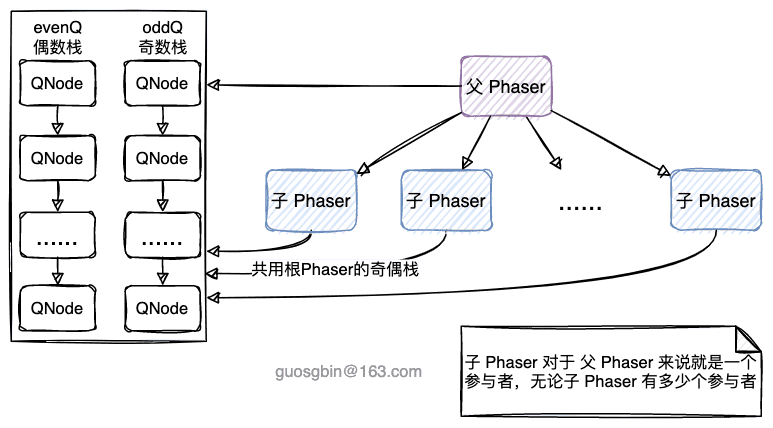 evenQ
偶数栈
oddQ
奇数栈
QNode
QNode
QNode
QNode
......
......
QNode
QNode
父 Phaser
子 Phaser
子 Phaser
......
子 Phaser
共用根Phaser的奇偶栈
guosgbin@163.com
子 Phaser 对于 父 Phaser 来说就是一个
参与者，无论子 Phaser 有多少个参与者